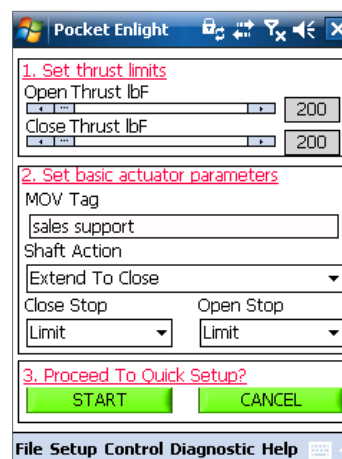 Pocket Enlight
1. Set thrust limits
Open Thrust lbF
200
Close Thrust lbF
200
2. Set basic actuator parameters
MOV Tag
sales support
Shaft Action
Extend To Close
Close Stop Open Stop
Limit Limit
3. Proceed To Quick Setup?
START CANCEL
File Setup Control Diagnostic Help